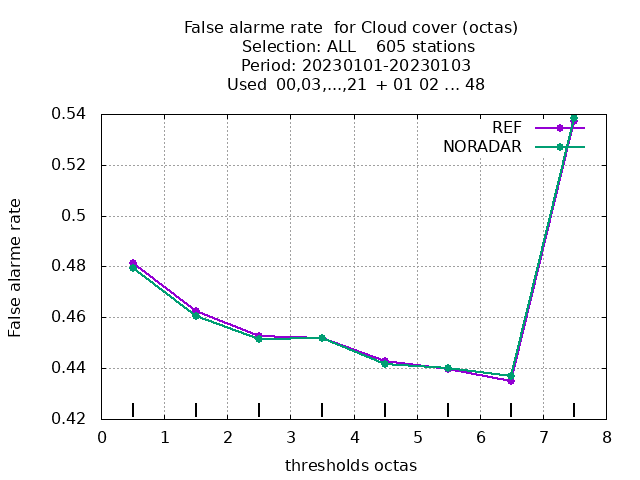 False alarme rate  for Cloud cover (octas)
Selection: ALL    605 stations
Period: 20230101-20230103
Used  00,03,...,21  + 01 02 ... 48
REF
NORADAR
False alarme rate
0.54
0.52
0.5
0.48
0.46
0.44
0.42
0 1 2 3 4 5 6 7 8
thresholds octas